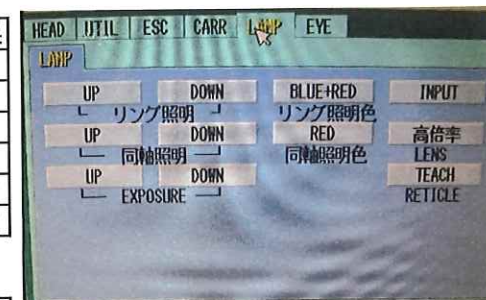 HEAD UTIL ESC CARR LAMP EYE
LAMP
UP DOWN BLUE+RED INPUT
リング照明 リング照明色
UP DOWN RED 高倍率
同軸照明 同軸照明色 LENS
UP DOWN TEACH
EXPOSURE RETICLE